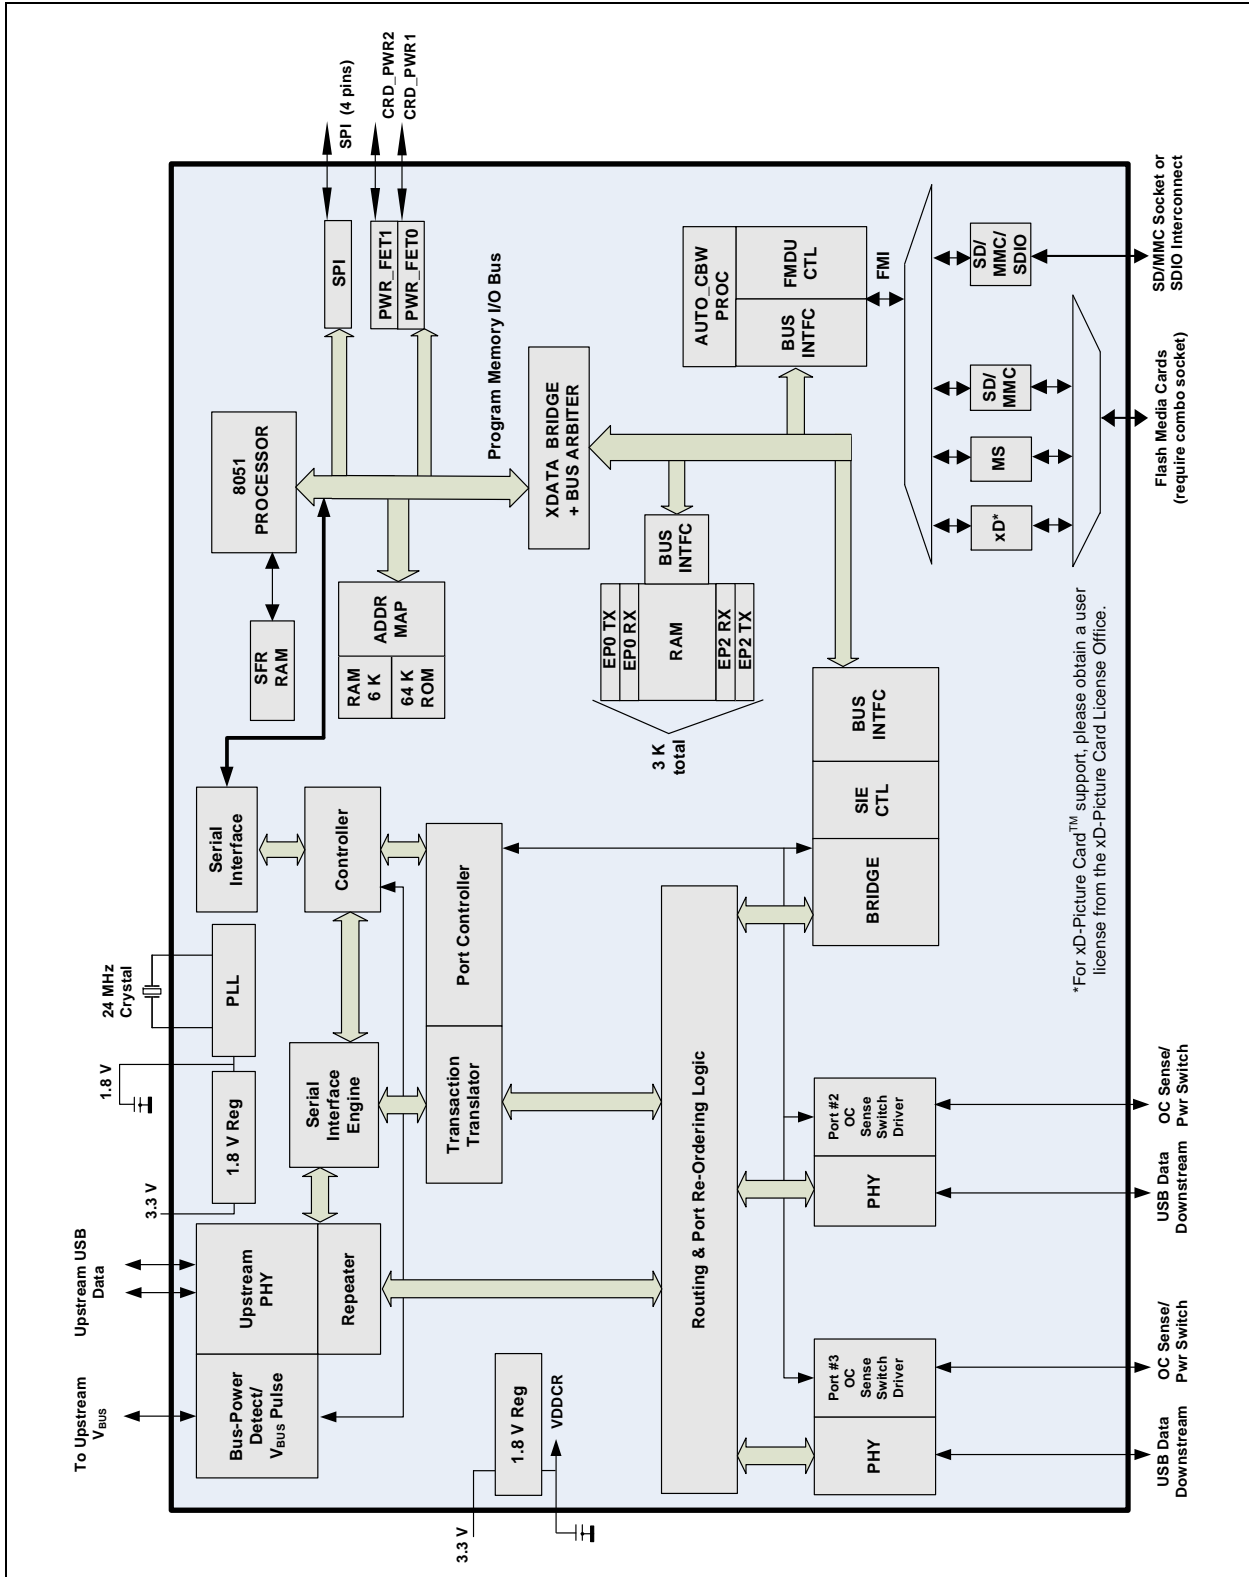 To Upstream
VBUS
Upstream USB
Data
3.3 V
1.8 V
24 MHz
Crystal
Bus-Power
Detect/
VBUS Pulse
Upstream
PHY
Repeater
1.8 V Reg
PLL
Serial
Interface
Engine
Serial
Interface
Controller
Transaction
Translator
Port Controller
3.3 V
1.8 V Reg
VDDCR
SFR
RAM
8051
PROCESSOR
SPI
SPI (4 pins)
PWR_FET1
PWR_FET0
CRD_PWR2
CRD_PWR1
RAM
6 K
64 K
ROM
ADDR
MAP
Program Memory I/O Bus
XDATA BRIDGE
+ BUS ARBITER
3 K
total
EP0 TX
EP0 RX
RAM
EP2 RX
EP2 TX
BUS
INTFC
AUTO_CBW
PROC
BUS
INTFC
FMDU
CTL
FMI
Routing & Port Re-Ordering Logic
BRIDGE
SIE
CTL
BUS
INTFC
PHY
Port #3
OC
Sense
Switch
Driver
PHY
Port #2
OC
Sense
Switch
Driver
xD*
MS
SD/
MMC
SD/
MMC/
SDIO
*For xD-Picture Card™ support, please obtain a user
license from the xD-Picture Card License Office.
USB Data
Downstream
OC Sense/
Pwr Switch
USB Data
Downstream
OC Sense/
Pwr Switch
Flash Media Cards
(require combo socket)
SD/MMC Socket or
SDIO Interconnect